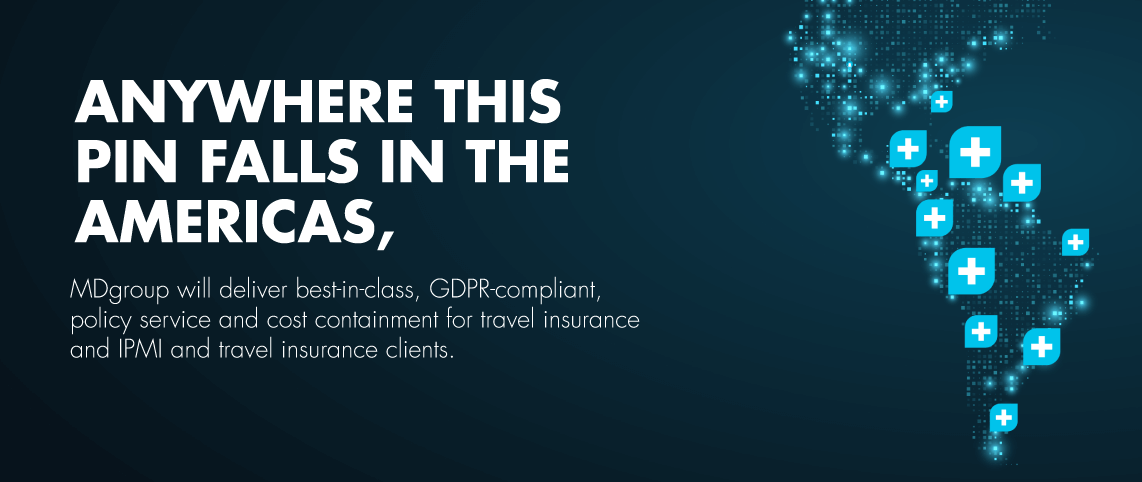 ANYWHERE THIS
PIN FALLS IN THE
AMERICAS,
MDgroup will deliver best-in-class, GDPR-compliant,
policy service and cost containment for travel insurance
and IPMI and travel insurance clients.